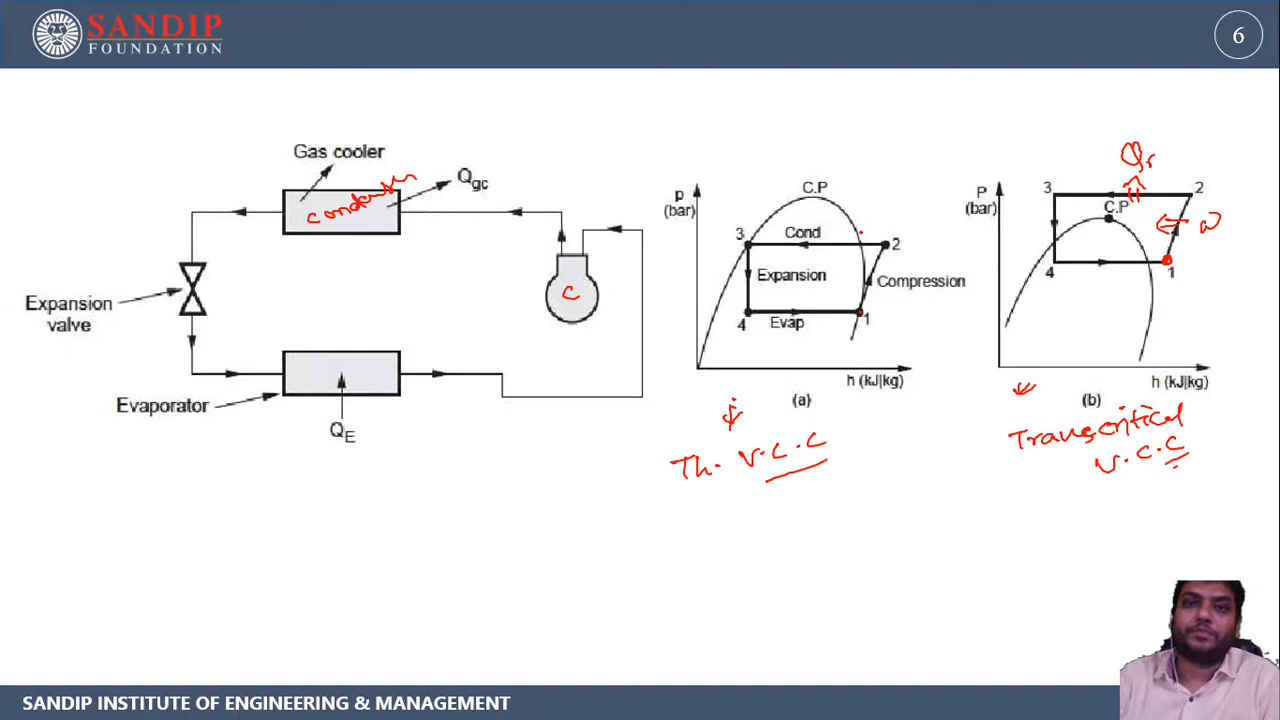 SANDIP
FOUNDATION
6
Gas cooler
Qgc
condenser
Expansion
valve
C
Evaporator
QE
p
(bar)
C.P
3
Cond
2
Expansion
Compression
4
Evap
1
h (kJ|kg)
(a)
Th. V.C.C
P
(bar)
Qr
3
2
C.P
W
4
1
h (kJ|kg)
(b)
Transcritical
V.C.C
SANDIP INSTITUTE OF ENGINEERING & MANAGEMENT